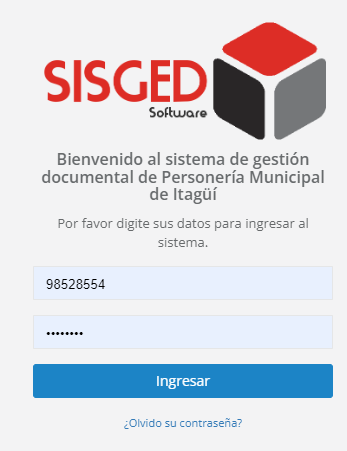 SISGED
Software
Bienvenido al sistema de gestión
documental de Personería Municipal
de Itagüí
Por favor digite sus datos para ingresar al
sistema.
98528554
••••••••
Ingresar
¿Olvido su contraseña?